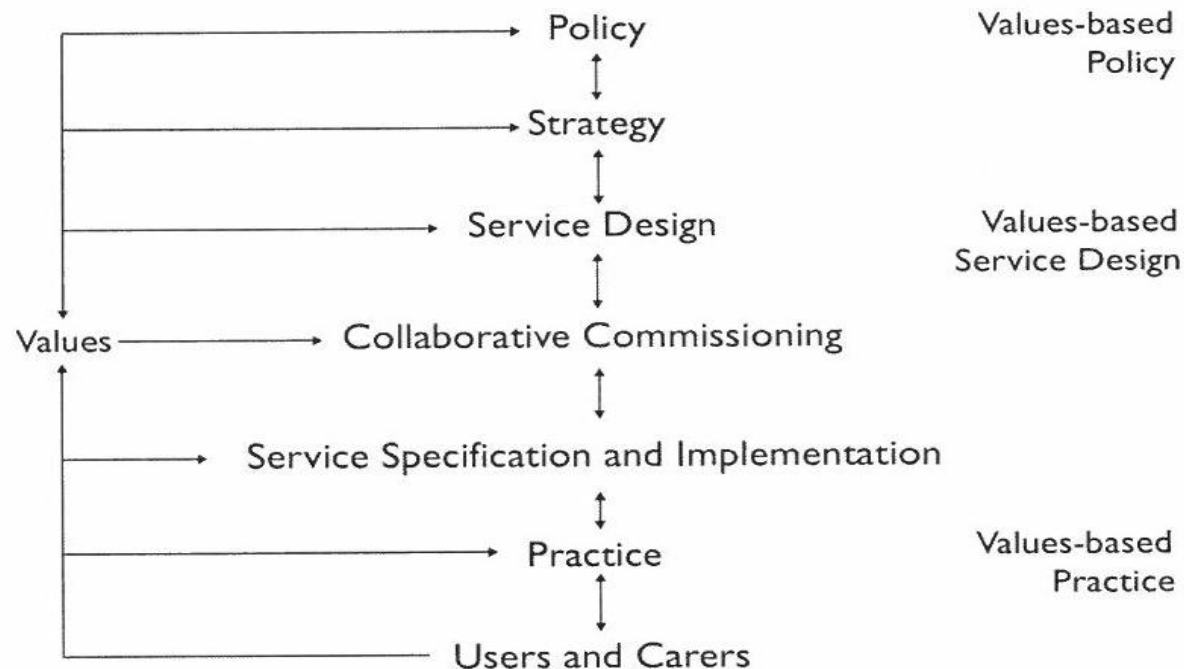 Policy
Values-based
Policy
Strategy
Service Design
Values-based
Service Design
Values
Collaborative Commissioning
Service Specification and Implementation
Practice
Values-based
Practice
Users and Carers